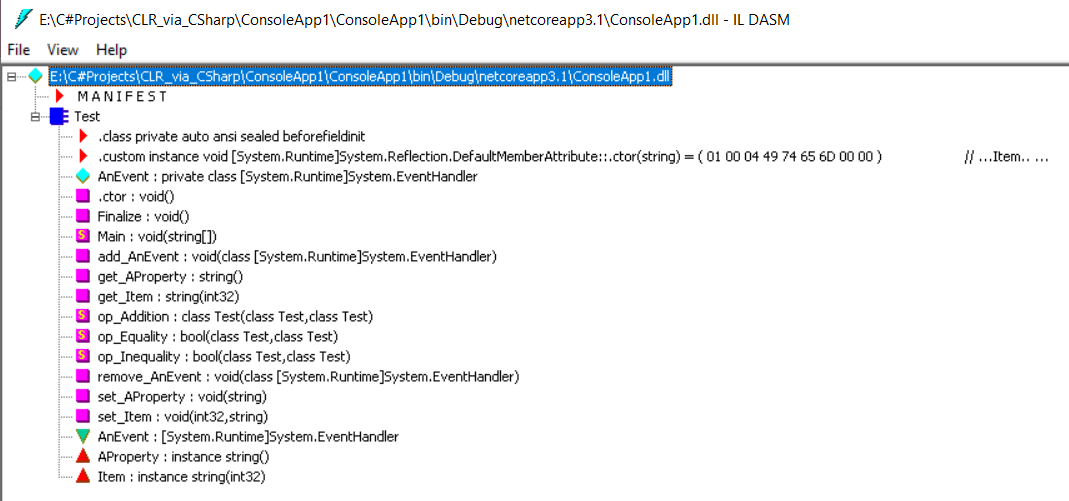 E:\C#Projects\CLR_via_CSharp\ConsoleApp1\ConsoleApp1\bin\Debug\netcoreapp3.1\ConsoleApp1.dll - IL DASM
File View Help
E:\C#Projects\CLR_via_CSharp\ConsoleApp1\ConsoleApp1\bin\Debug\netcoreapp3.1\ConsoleApp1.dll
M A N I F E S T
Test
.class private auto ansi sealed beforefieldinit
.custom instance void [System.Runtime]System.Reflection.DefaultMemberAttribute::.ctor(string) = ( 01 00 04 49 74 65 6D 00 00 ) // ...Item.. ...
AnEvent : private class [System.Runtime]System.EventHandler
.ctor : void()
Finalize : void()
S Main : void(string[])
add_AnEvent : void(class [System.Runtime]System.EventHandler)
get_AProperty : string()
get_Item : string(int32)
S op_Addition : class Test(class Test,class Test)
S op_Equality : bool(class Test,class Test)
S op_Inequality : bool(class Test,class Test)
remove_AnEvent : void(class [System.Runtime]System.EventHandler)
set_AProperty : void(string)
set_Item : void(int32,string)
AnEvent : [System.Runtime]System.EventHandler
AProperty : instance string()
Item : instance string(int32)